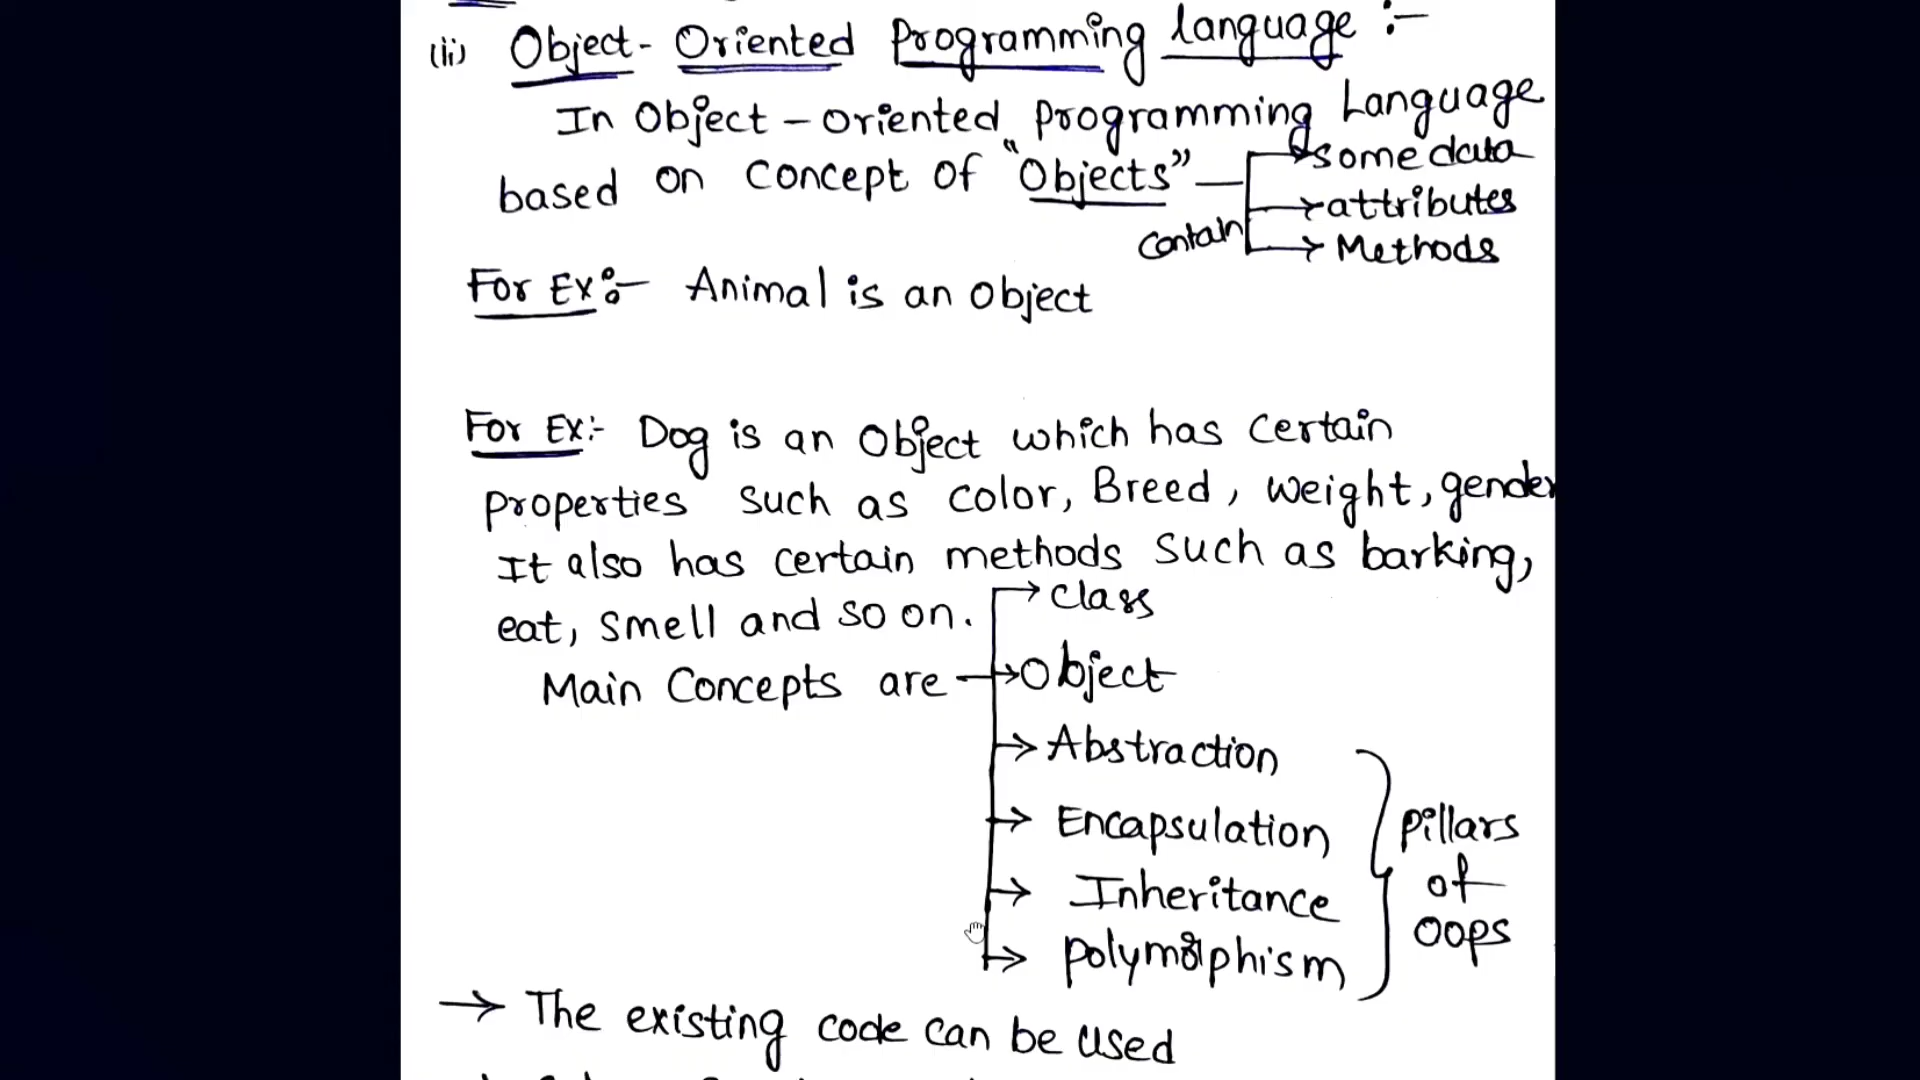 (ii) Object-Oriented Programming language :-
In Object-oriented Programming Language
based on concept of "Objects"
contain
some data
attributes
Methods
For Ex:- Animal is an object
For Ex:- Dog is an Object which has certain
properties such as color, Breed, weight, gender
It also has certain methods such as barking,
eat, smell and so on.
Main Concepts are
class
Object
Abstraction
Encapsulation
Inheritance
polymorphism
pillars
of
oops
→ The existing code can be used